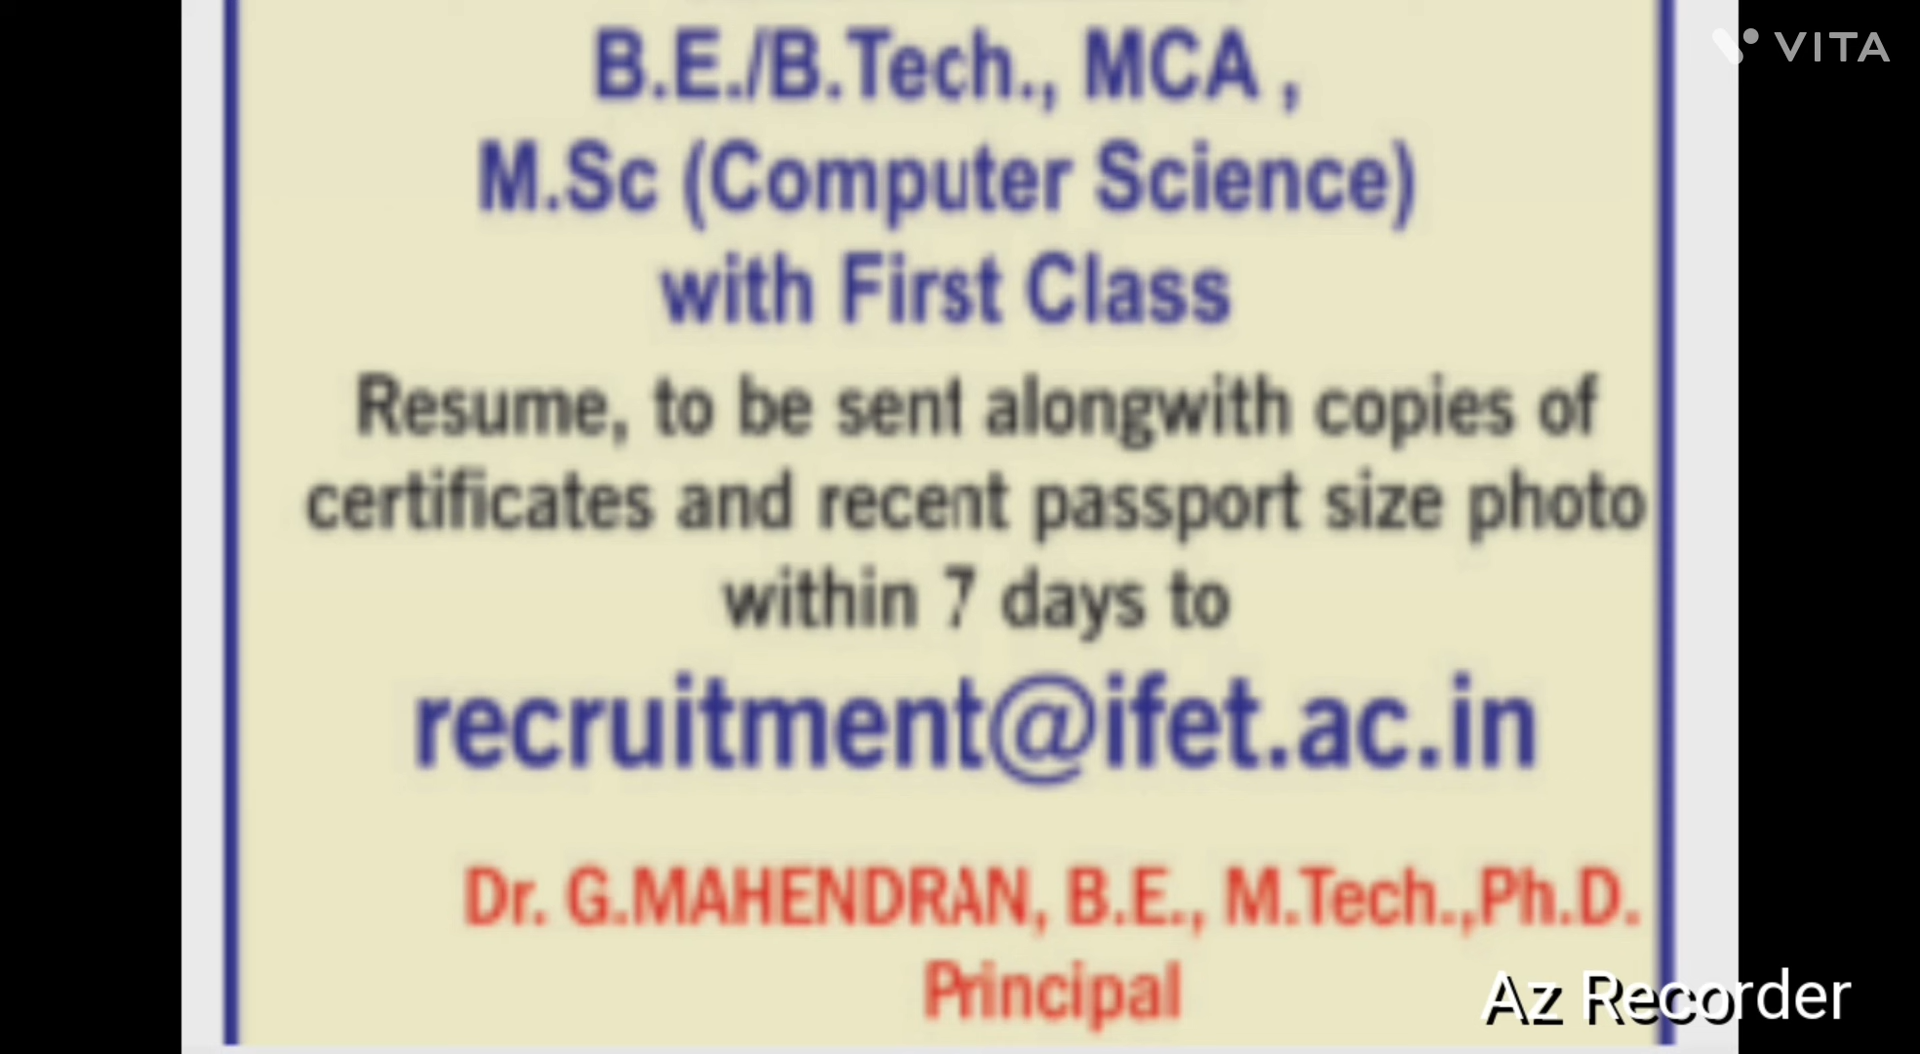 B.E./B.Tech., MCA ,
VITA
M.Sc (Computer Science)
with First Class
Resume, to be sent alongwith copies of
certificates and recent passport size photo
within 7 days to
recruitment@ifet.ac.in
Dr. G.MAHENDRAN, B.E., M.Tech.,Ph.D.
Principal
Az Recorder